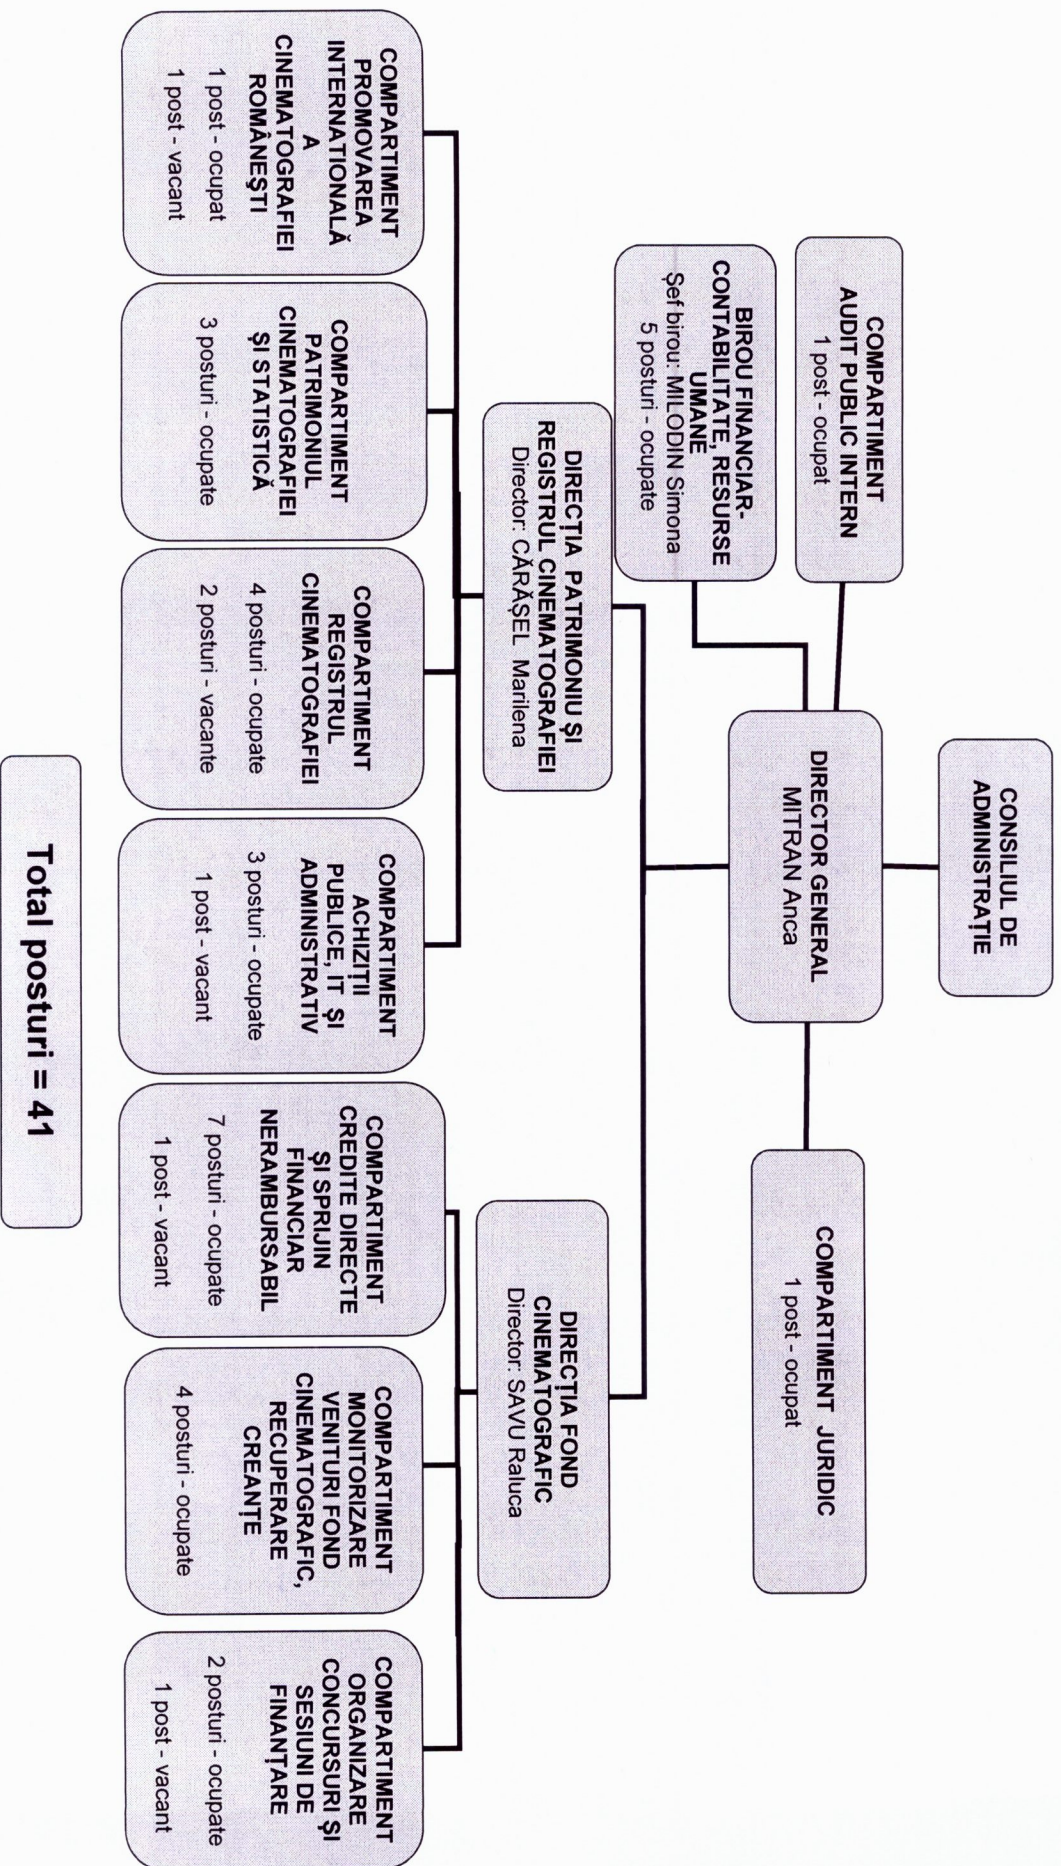 CONSILIUL DE
ADMINISTRAȚIE
DIRECTOR GENERAL
MITRAN Anca
COMPARTIMENT
AUDIT PUBLIC INTERN
1 post - ocupat
BIROU FINANCIAR-
CONTABILITATE, RESURSE
UMANE
Șef birou: MILODIN Simona
5 posturi - ocupate
COMPARTIMENT JURIDIC
1 post - ocupat
DIRECȚIA PATRIMONIU ȘI
REGISTRUL CINEMATOGRAFIEI
Director: CĂRĂȘEL Marilena
DIRECȚIA FOND
CINEMATOGRAFIC
Director: SAVU Raluca
COMPARTIMENT
PROMOVAREA
INTERNATIONALĂ
A
CINEMATOGRAFIEI
ROMÂNEȘTI
1 post - ocupat
1 post - vacant
COMPARTIMENT
PATRIMONIUL
CINEMATOGRAFIEI
ȘI STATISTICĂ
3 posturi - ocupate
COMPARTIMENT
REGISTRUL
CINEMATOGRAFIEI
4 posturi - ocupate
2 posturi - vacante
COMPARTIMENT
ACHIZIȚII
PUBLICE, IT ȘI
ADMINISTRATIV
3 posturi - ocupate
1 post - vacant
COMPARTIMENT
CREDITE DIRECTE
ȘI SPRIJIN
FINANCIAR
NERAMBURSABIL
7 posturi - ocupate
1 post - vacant
COMPARTIMENT
MONITORIZARE
VENITURI FOND
CINEMATOGRAFIC,
RECUPERARE
CREANȚE
4 posturi - ocupate
COMPARTIMENT
ORGANIZARE
CONCURSURI ȘI
SESIUNI DE
FINANȚARE
2 posturi - ocupate
1 post - vacant
Total posturi = 41